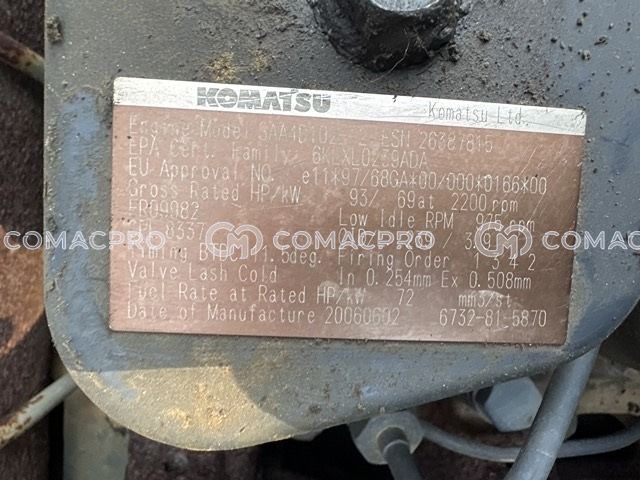 KOMATSU Komatsu Ltd.
Engine Model ESN 26387815
EPA Cert. Family
EU Approval NO. e11*97/68GA*00/000*0166*00
Gross Rated HP/kW 93/ 69at 2200rpm
FR09082 Low Idle RPM 975 rpm
8337
COMACPRO COMACPRO COMACPRO
Timing BTDC 1.5deg. Firing Order 1 3 4 2
Valve Lash Cold In 0.254mm Ex 0.508mm
Fuel Rate at Rated HP/kW 72 mm3/st
Date of Manufacture 20060602 6732-81-5870